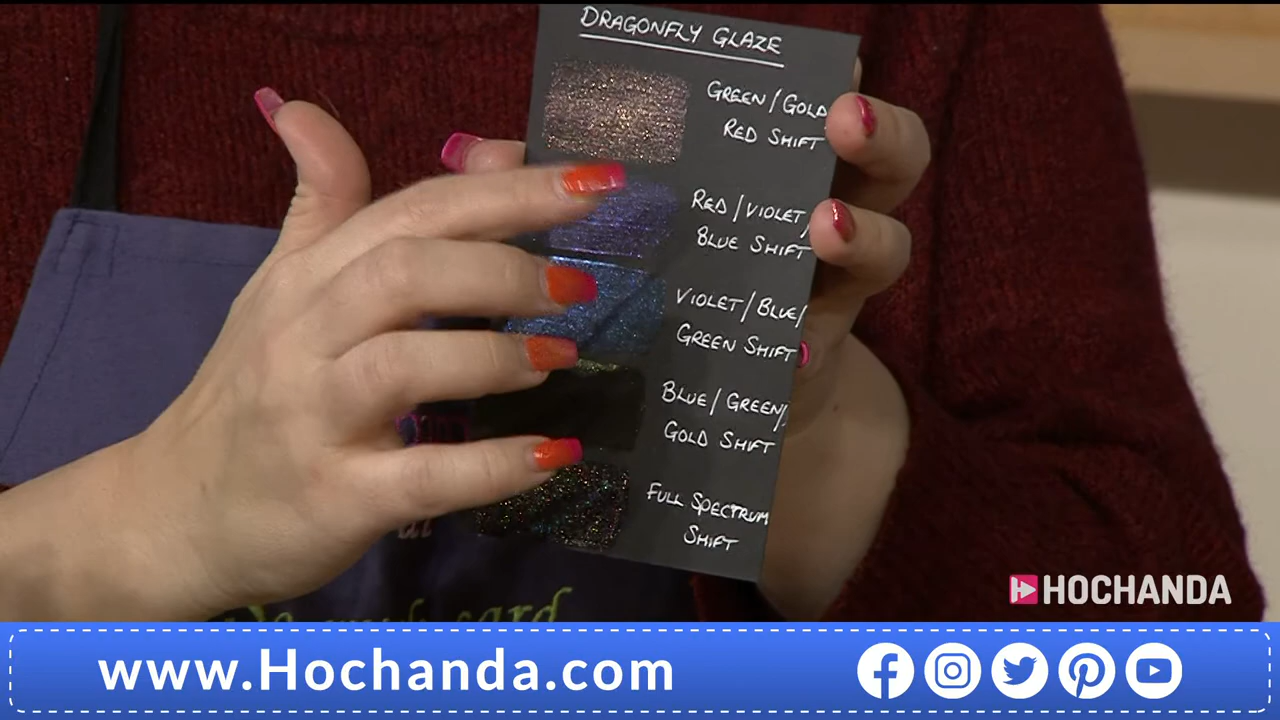 DRAGONFLY GLAZE
GREEN/GOLD
RED SHIFT
RED/VIOLET/
BLUE SHIFT
VIOLET/BLUE/
GREEN SHIFT
BLUE/GREEN/
GOLD SHIFT
FULL SPECTRUM
SHIFT
card
HOCHANDA
www.Hochanda.com